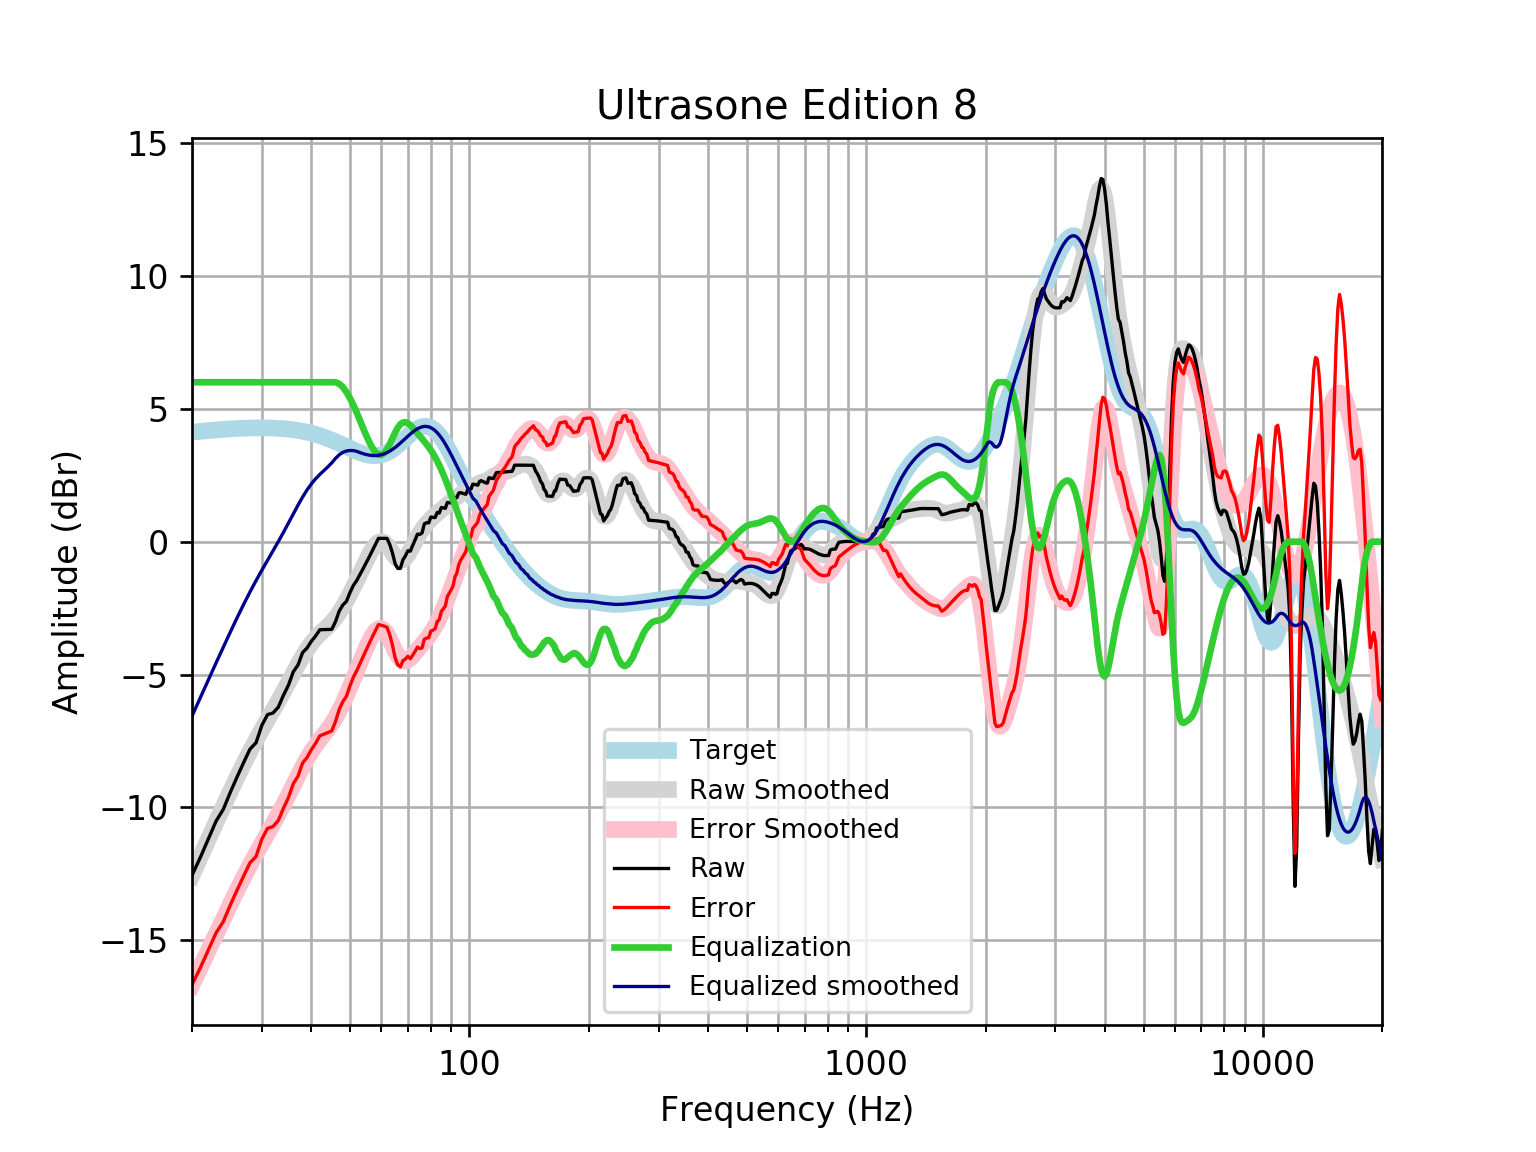 Ultrasone Edition 8
15
10
5
0
−5
−10
−15
Amplitude (dBr)
Target
Raw Smoothed
Error Smoothed
Raw
Error
Equalization
Equalized smoothed
100
1000
10000
Frequency (Hz)